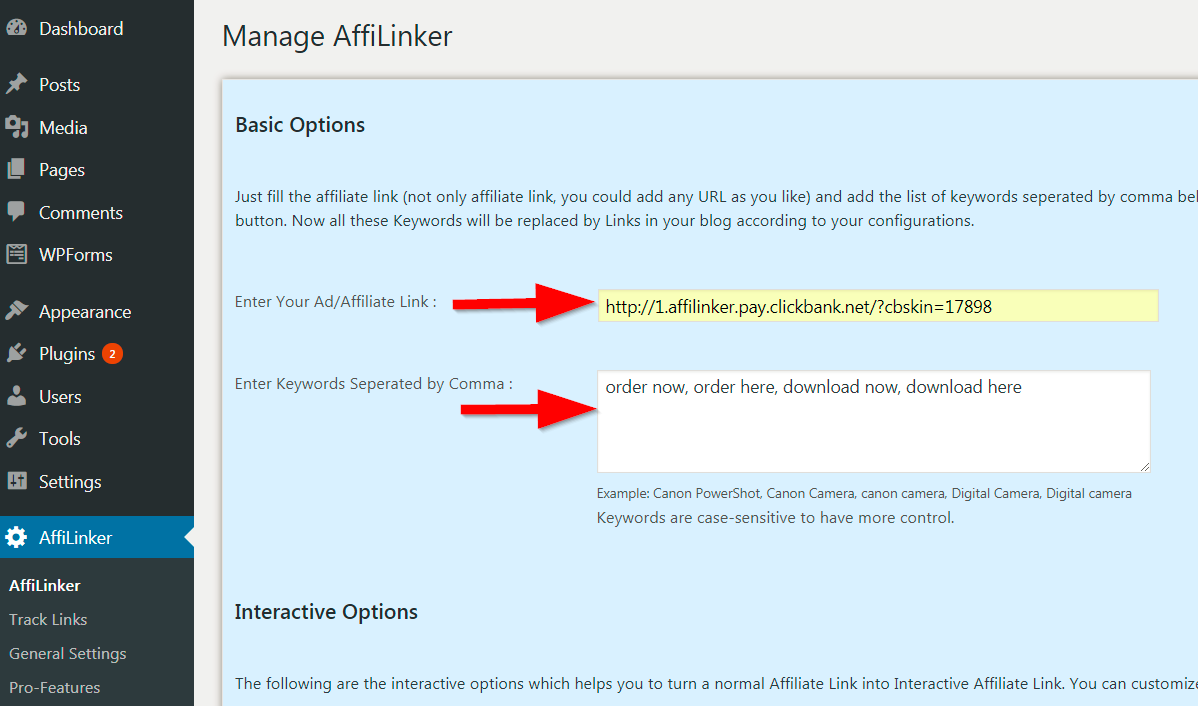 Dashboard
Posts
Media
Pages
Comments
WPForms
Appearance
Plugins 2
Users
Tools
Settings
AffiLinker
AffiLinker
Track Links
General Settings
Pro-Features
Manage AffiLinker
Basic Options
Just fill the affiliate link (not only affiliate link, you could add any URL as you like) and add the list of keywords seperated by comma
button. Now all these Keywords will be replaced by Links in your blog according to your configurations.
Enter Your Ad/Affiliate Link :
http://1.affilinker.pay.clickbank.net/?cbskin=17898
Enter Keywords Seperated by Comma :
order now, order here, download now, download here
Example: Canon PowerShot, Canon Camera, canon camera, Digital Camera, Digital camera
Keywords are case-sensitive to have more control.
Interactive Options
The following are the interactive options which helps you to turn a normal Affiliate Link into Interactive Affiliate Link. You can customize